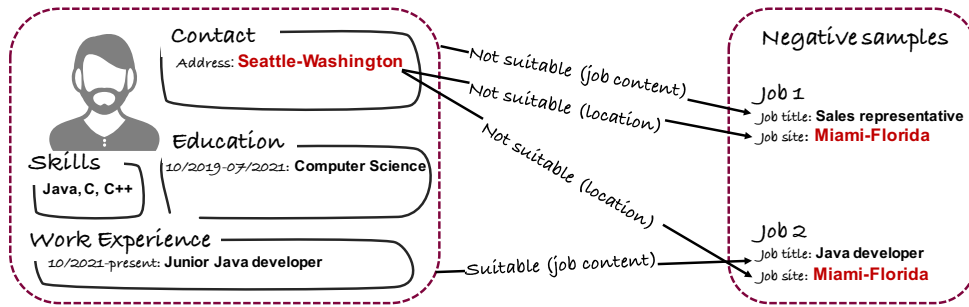 Contact
Address: Seattle-Washington
Education
10/2019-07/2021: Computer Science
Skills
Java, C, C++
Work Experience
10/2021-present: Junior Java developer
Not suitable (job content)
Not suitable (location)
Not suitable (location)
Suitable (job content)
Negative samples
Job 1
Job title: Sales representative
Job site: Miami-Florida
Job 2
Job title: Java developer
Job site: Miami-Florida